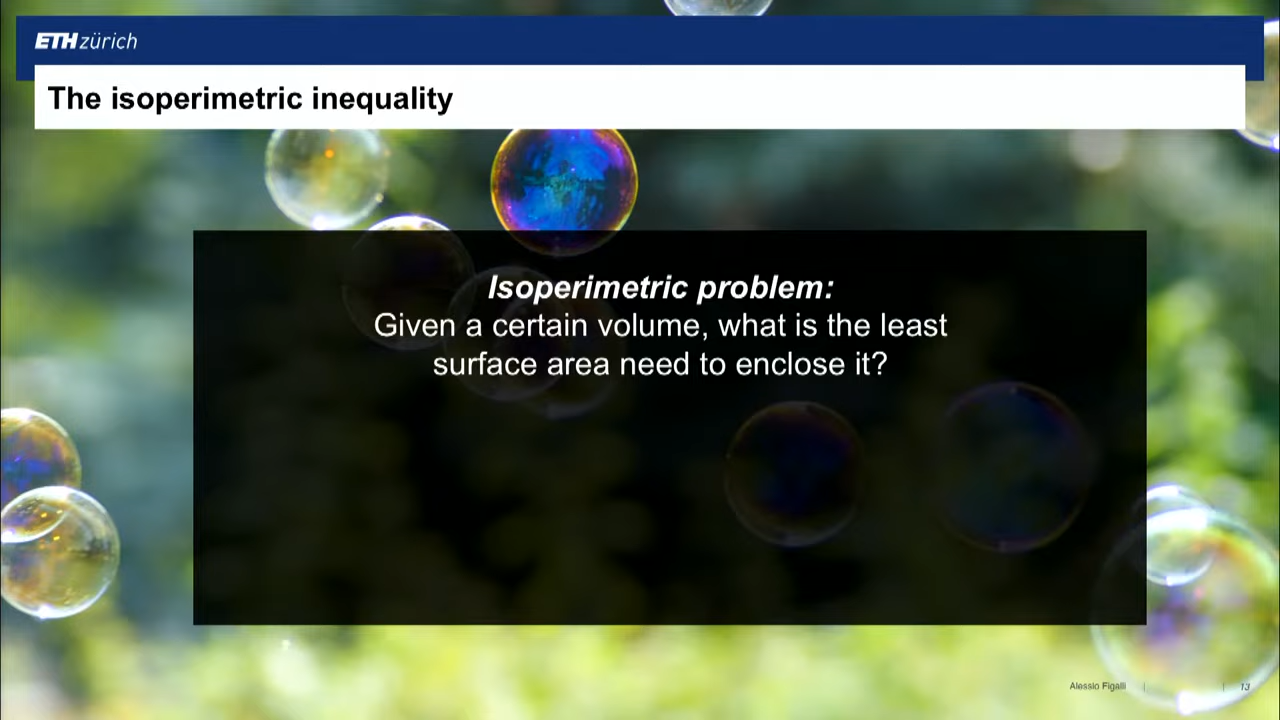 ETH zürich
The isoperimetric inequality
Isoperimetric problem:
Given a certain volume, what is the least
surface area need to enclose it?
Alessio Figalli | | 13